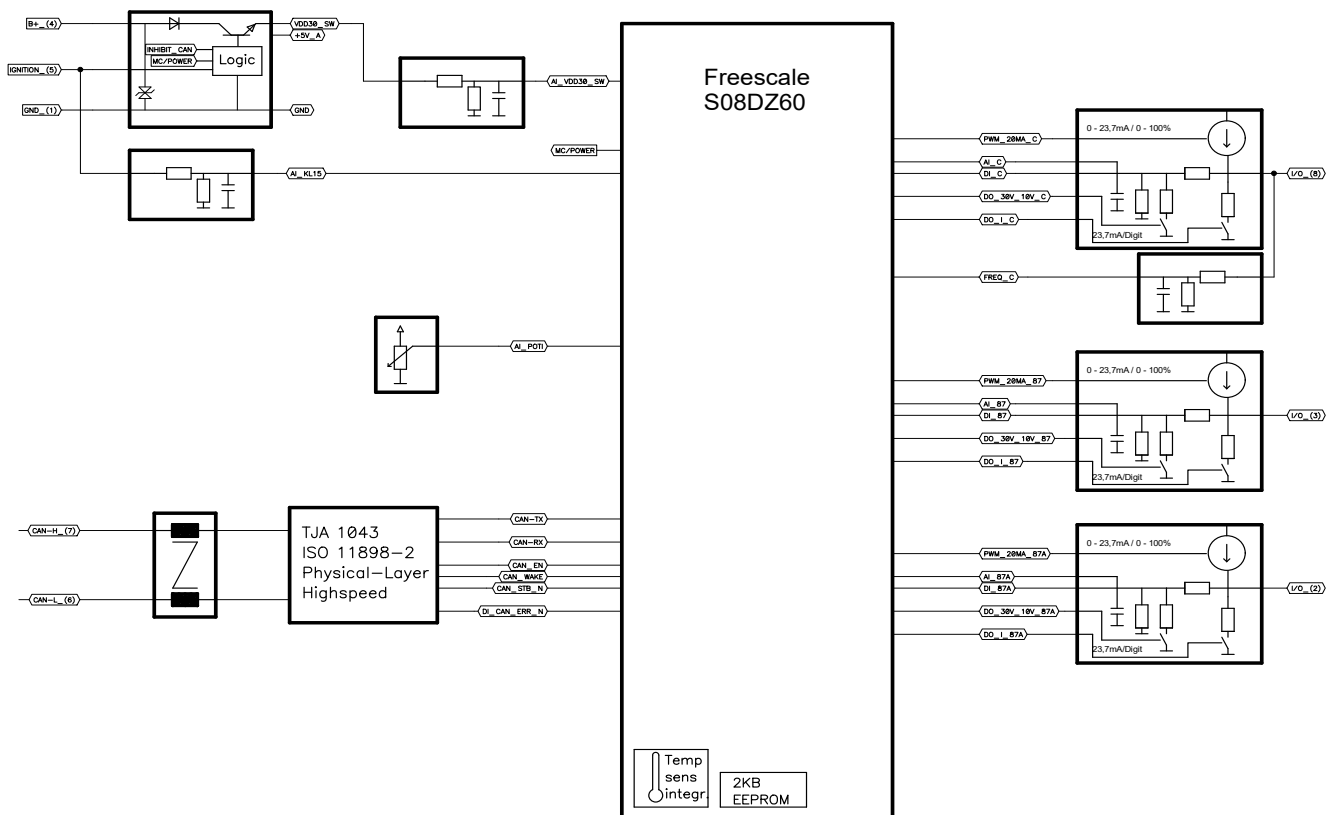 B+_(4)
IGNITION_(5)
GND_(1)
INHIBIT_CAN
MC/POWER
Logic
VDD30_SW
+5V_A
GND
AI_VDD30_SW
MC/POWER
AI_KL15
AI_POTI
CAN-H_(7)
CAN-L_(6)
TJA 1043
ISO 11898-2
Physical-Layer
Highspeed
CAN-TX
CAN-RX
CAN_EN
CAN_WAKE
CAN_STB_N
DI_CAN_ERR_N
Freescale
S08DZ60
Temp
sens
integr.
2KB
EEPROM
PWM_20MA_C
AI_C
DI_C
DO_30V_10V_C
DO_I_C
FREQ_C
0 - 23,7mA / 0 - 100%
23,7mA/Digit
I/O_(8)
PWM_20MA_87
AI_87
DI_87
DO_30V_10V_87
DO_I_87
0 - 23,7mA / 0 - 100%
23,7mA/Digit
I/O_(3)
PWM_20MA_87A
AI_87A
DI_87A
DO_30V_10V_87A
DO_I_87A
0 - 23,7mA / 0 - 100%
23,7mA/Digit
I/O_(2)